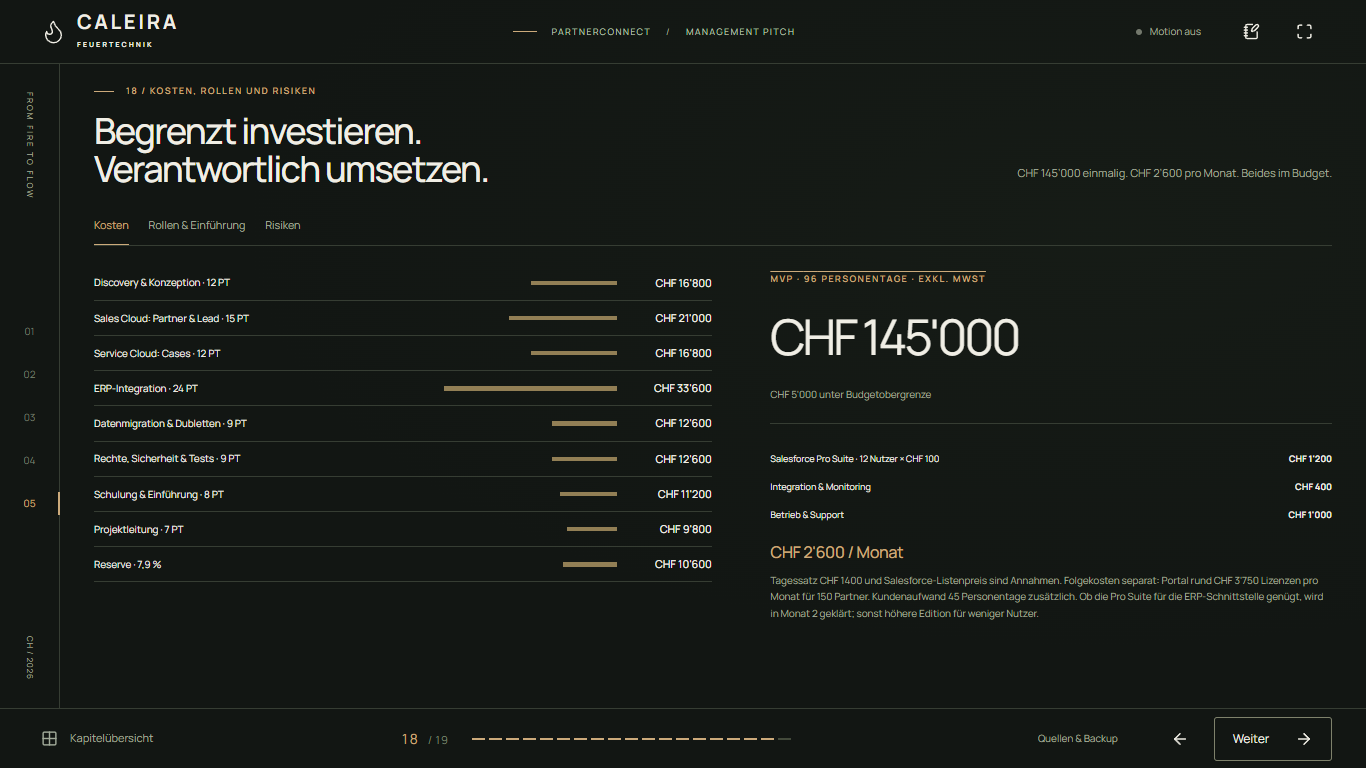 CALEIRA
FEUERTECHNIK
PARTNERCONNECT / MANAGEMENT PITCH
Motion aus
FROM FIRE TO FLOW
18 / KOSTEN, ROLLEN UND RISIKEN
Begrenzt investieren.
Verantwortlich umsetzen.
CHF 145'000 einmalig. CHF 2'600 pro Monat. Beides im Budget.
Kosten Rollen & Einführung Risiken
Discovery & Konzeption · 12 PT CHF 16'800
Sales Cloud: Partner & Lead · 15 PT CHF 21'000
Service Cloud: Cases · 12 PT CHF 16'800
ERP-Integration · 24 PT CHF 33'600
Datenmigration & Dubletten · 9 PT CHF 12'600
Rechte, Sicherheit & Tests · 9 PT CHF 12'600
Schulung & Einführung · 8 PT CHF 11'200
Projektleitung · 7 PT CHF 9'800
Reserve · 7,9 % CHF 10'600
MVP · 96 PERSONENTAGE · EXKL. MWST
CHF 145'000
CHF 5'000 unter Budgetobergrenze
Salesforce Pro Suite · 12 Nutzer × CHF 100 CHF 1'200
Integration & Monitoring CHF 400
Betrieb & Support CHF 1'000
CHF 2'600 / Monat
Tagessatz CHF 1400 und Salesforce-Listenpreis sind Annahmen. Folgekosten separat: Portal rund CHF 3'750 Lizenzen pro
Monat für 150 Partner. Kundenaufwand 45 Personentage zusätzlich. Ob die Pro Suite für die ERP-Schnittstelle genügt, wird
in Monat 2 geklärt; sonst höhere Edition für weniger Nutzer.
01
02
03
04
05
CH / 2026
Kapitelübersicht
18 / 19
Quellen & Backup
Weiter